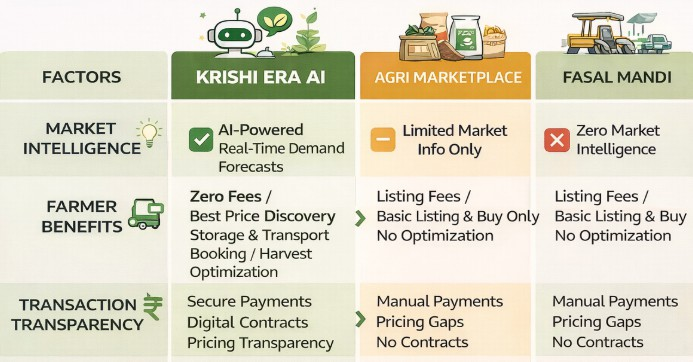 FACTORS
KRISHI ERA AI
AGRI MARKETPLACE
FASAL MANDI
MARKET
INTELLIGENCE
AI-Powered
Real-Time Demand
Forecasts
Limited Market
Info Only
Zero Market
Intelligence
FARMER
BENEFITS
Zero Fees /
Best Price Discovery
Storage & Transport
Booking / Harvest
Optimization
Listing Fees /
Basic Listing & Buy Only
No Optimization
Listing Fees /
Basic Listing & Buy
No Optimization
TRANSACTION
TRANSPARENCY
₹
Secure Payments
Digital Contracts
Pricing Transparency
Manual Payments
Pricing Gaps
No Contracts
Manual Payments
Pricing Gaps
No Contracts